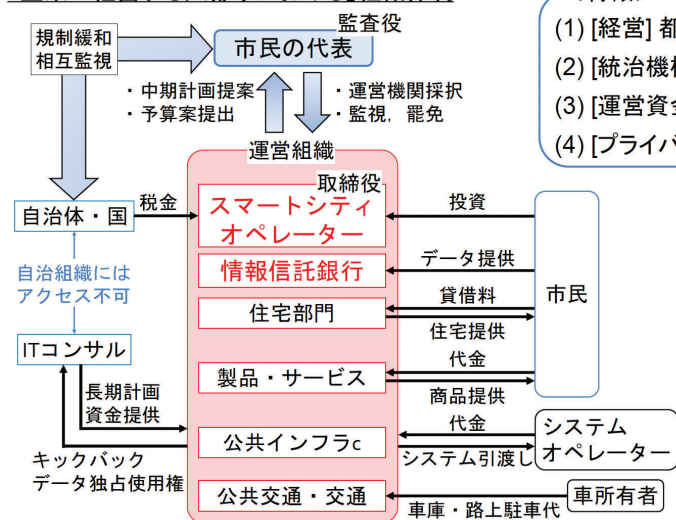 監査役
規制緩和
相互監視
市民の代表
(1) [経営] 都
(2) [統治機
(3) [運営資金
(4) [プライバ
・中期計画提案
・予算案提出
・運営機関採択
・監視，罷免
運営組織
取締役
自治体・国
税金
スマートシティ
オペレーター
投資
情報信託銀行
データ提供
市民
自治組織には
アクセス不可
住宅部門
貸借料
住宅提供
ITコンサル
製品・サービス
代金
商品提供
長期計画
資金提供
公共インフラc
代金
システム引渡し
システム
オペレーター
キックバック
データ独占使用権
公共交通・交通
車庫・路上駐車代
車所有者